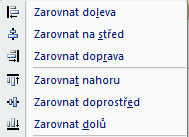 Zarovnat doleva
Zarovnat na střed
Zarovnat doprava
Zarovnat nahoru
Zarovnat doprostřed
Zarovnat dolů